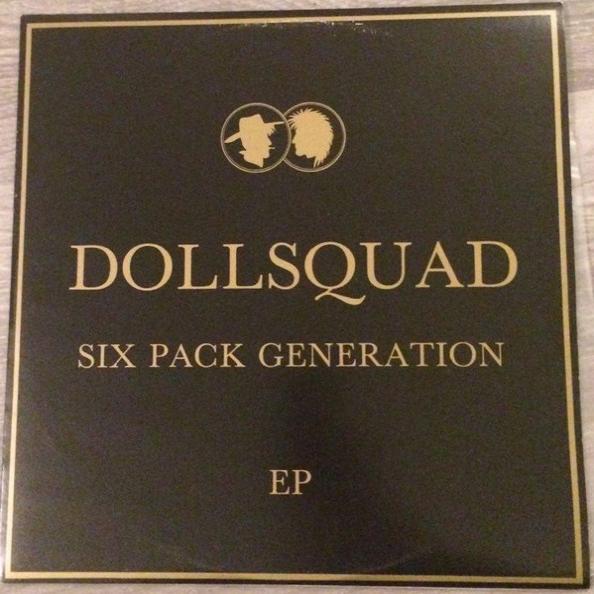 DOLLSQUAD
SIX PACK GENERATION
EP